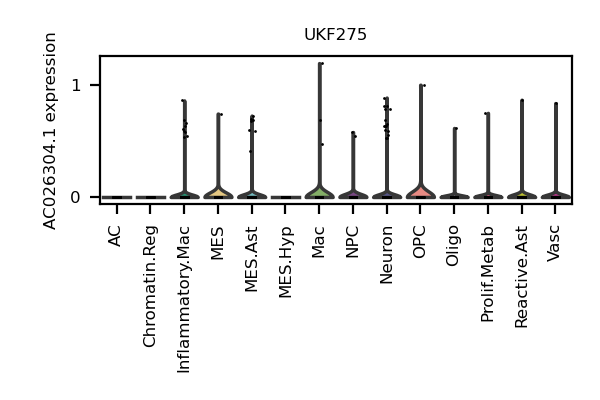 UKF275
AC026304.1 expression
1
0
AC
Chromatin.Reg
Inflammatory.Mac
MES
MES.Ast
MES.Hyp
Mac
NPC
Neuron
OPC
Oligo
Prolif.Metab
Reactive.Ast
Vasc